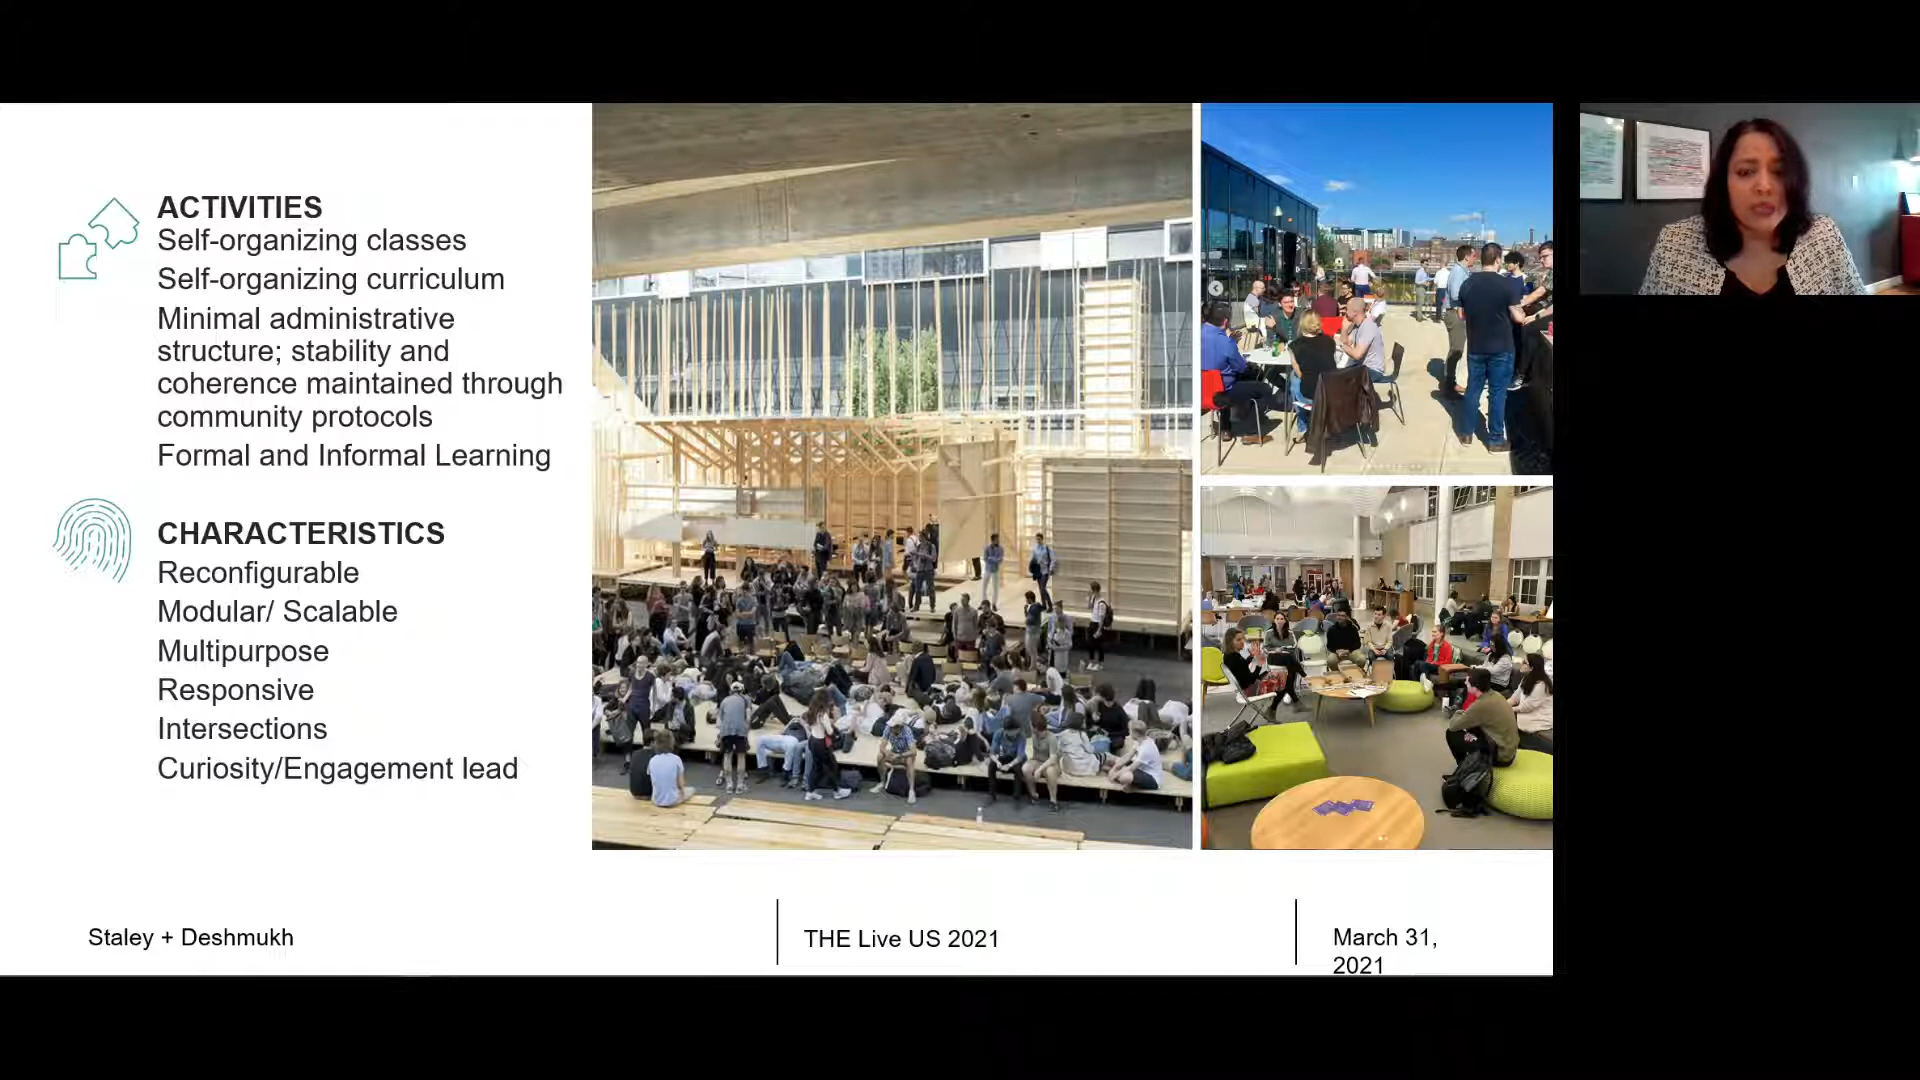 ACTIVITIES
Self-organizing classes
Self-organizing curriculum
Minimal administrative
structure; stability and
coherence maintained through
community protocols
Formal and Informal Learning
CHARACTERISTICS
Reconfigurable
Modular/ Scalable
Multipurpose
Responsive
Intersections
Curiosity/Engagement lead
Staley + Deshmukh
THE Live US 2021
March 31,
2021